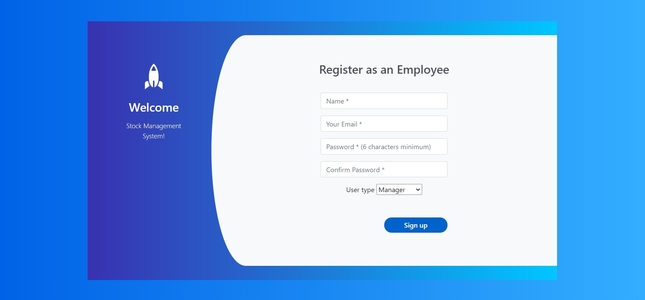 Welcome
Stock Management
System!
Register as an Employee
Name *
Your Email *
Password * (6 characters minimum)
Confirm Password *
User type Manager
Sign up